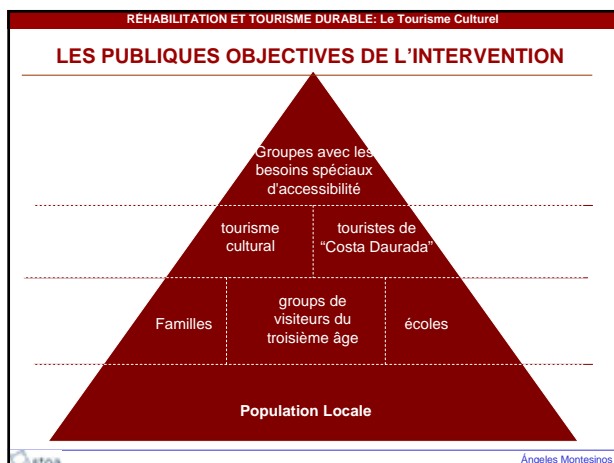 RÉHABILITATION ET TOURISME DURABLE: Le Tourisme Culturel
LES PUBLIQUES OBJECTIVES DE L'INTERVENTION
Groupes avec les
besoins spéciaux
d'accessibilité
tourisme
cultural
touristes de
“Costa Daurada”
Familles
groups de
visiteurs du
troisième âge
écoles
Population Locale
stoa
Ángeles Montesinos